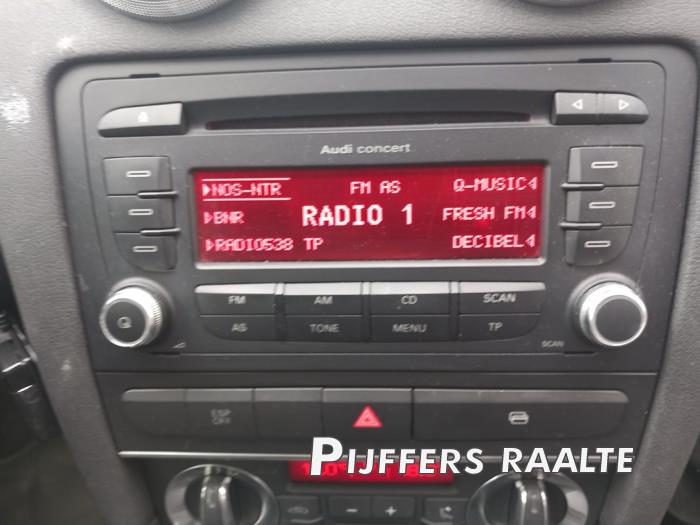 Audi concert
NOS-NTR FM AS Q-MUSIC
BNR RADIO 1 FRESH FM
RADIO538 TP DECIBEL
FM AM CD SCAN
AS TONE MENU TP
SCAN
ESP
OFF
PIJFFERS RAALTE